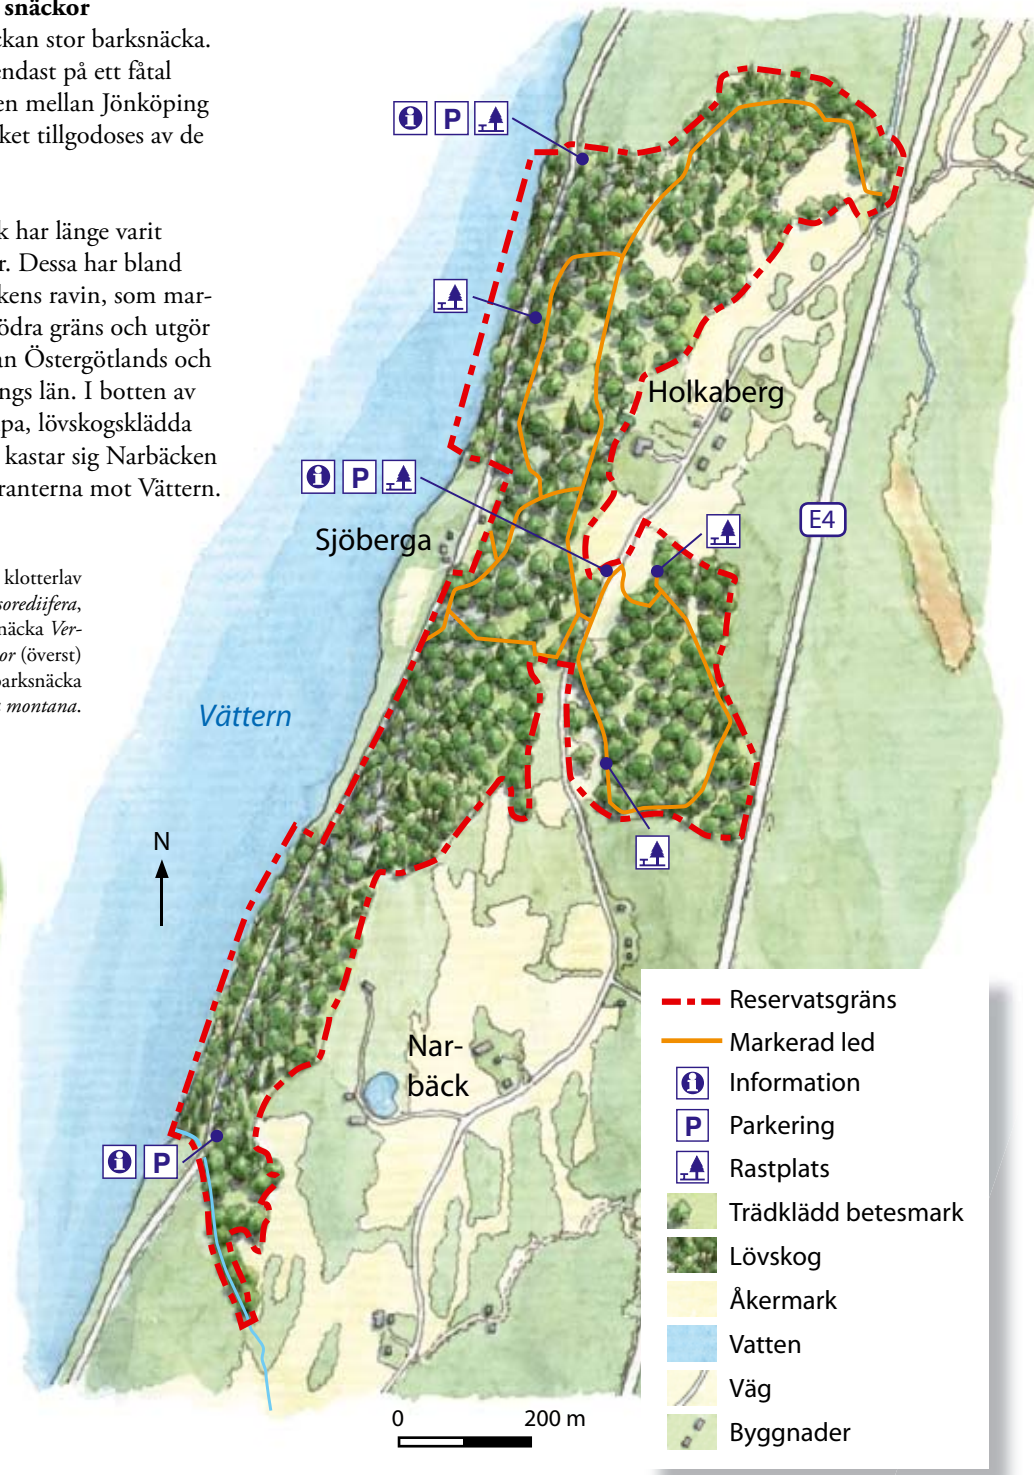 snäckor
ckan stor barksnäcka.
endast på ett fåtal
en mellan Jönköping
ket tillgodoses av de
k har länge varit
r. Dessa har bland
kens ravin, som mar-
ödra gräns och utgör
an Östergötlands och
ngs län. I botten av
pa, lövskogsklädda
kastar sig Narbäcken
ranterna mot Vättern.
klotterlav
sorediifera,
näcka Ver-
or (överst)
barksnäcka
montana.
P
Holkaberg
P
Sjöberga
E4
Vättern
N
Nar-
bäck
P
0 200 m
Reservatsgräns
Markerad led
Information
P Parkering
Rastplats
Trädklädd betesmark
Lövskog
Åkermark
Vatten
Väg
Byggnader